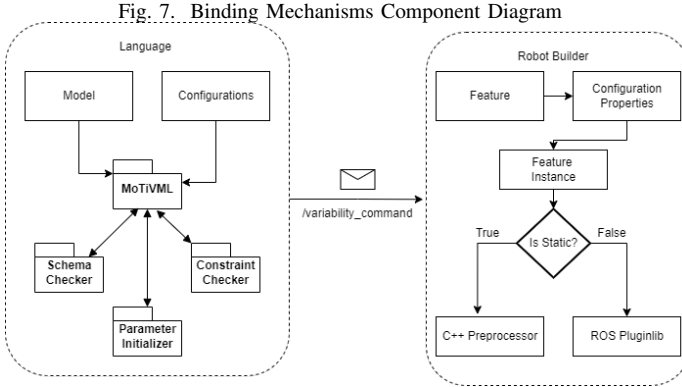 Fig. 7. Binding Mechanisms Component Diagram
Language
Model
Configurations
MoTiVML
Schema
Checker
Constraint
Checker
Parameter
Initializer
/variability_command
Robot Builder
Feature
Configuration
Properties
Feature
Instance
Is Static?
True
False
C++ Preprocessor
ROS Pluginlib